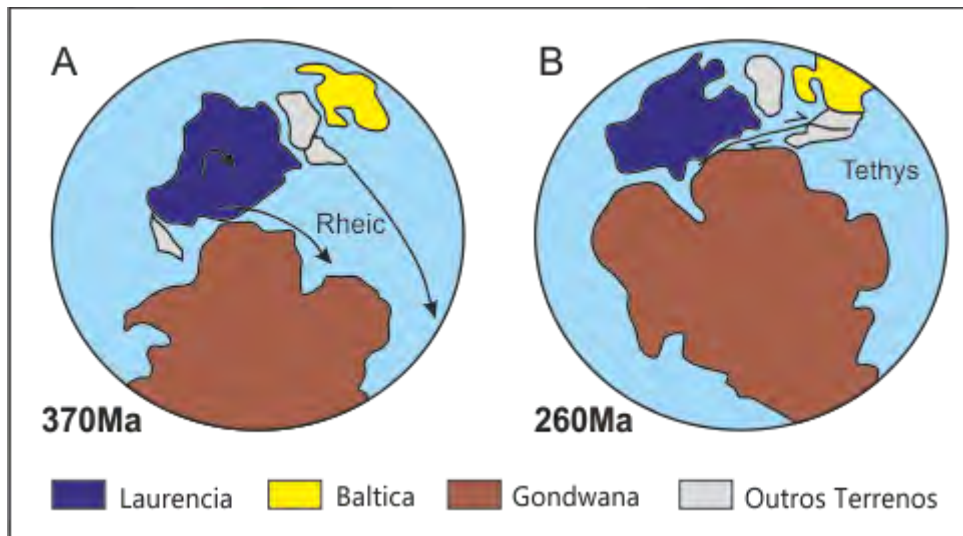 A
B
Rheic
Tethys
370Ma
260Ma
Laurencia
Baltica
Gondwana
Outros Terrenos